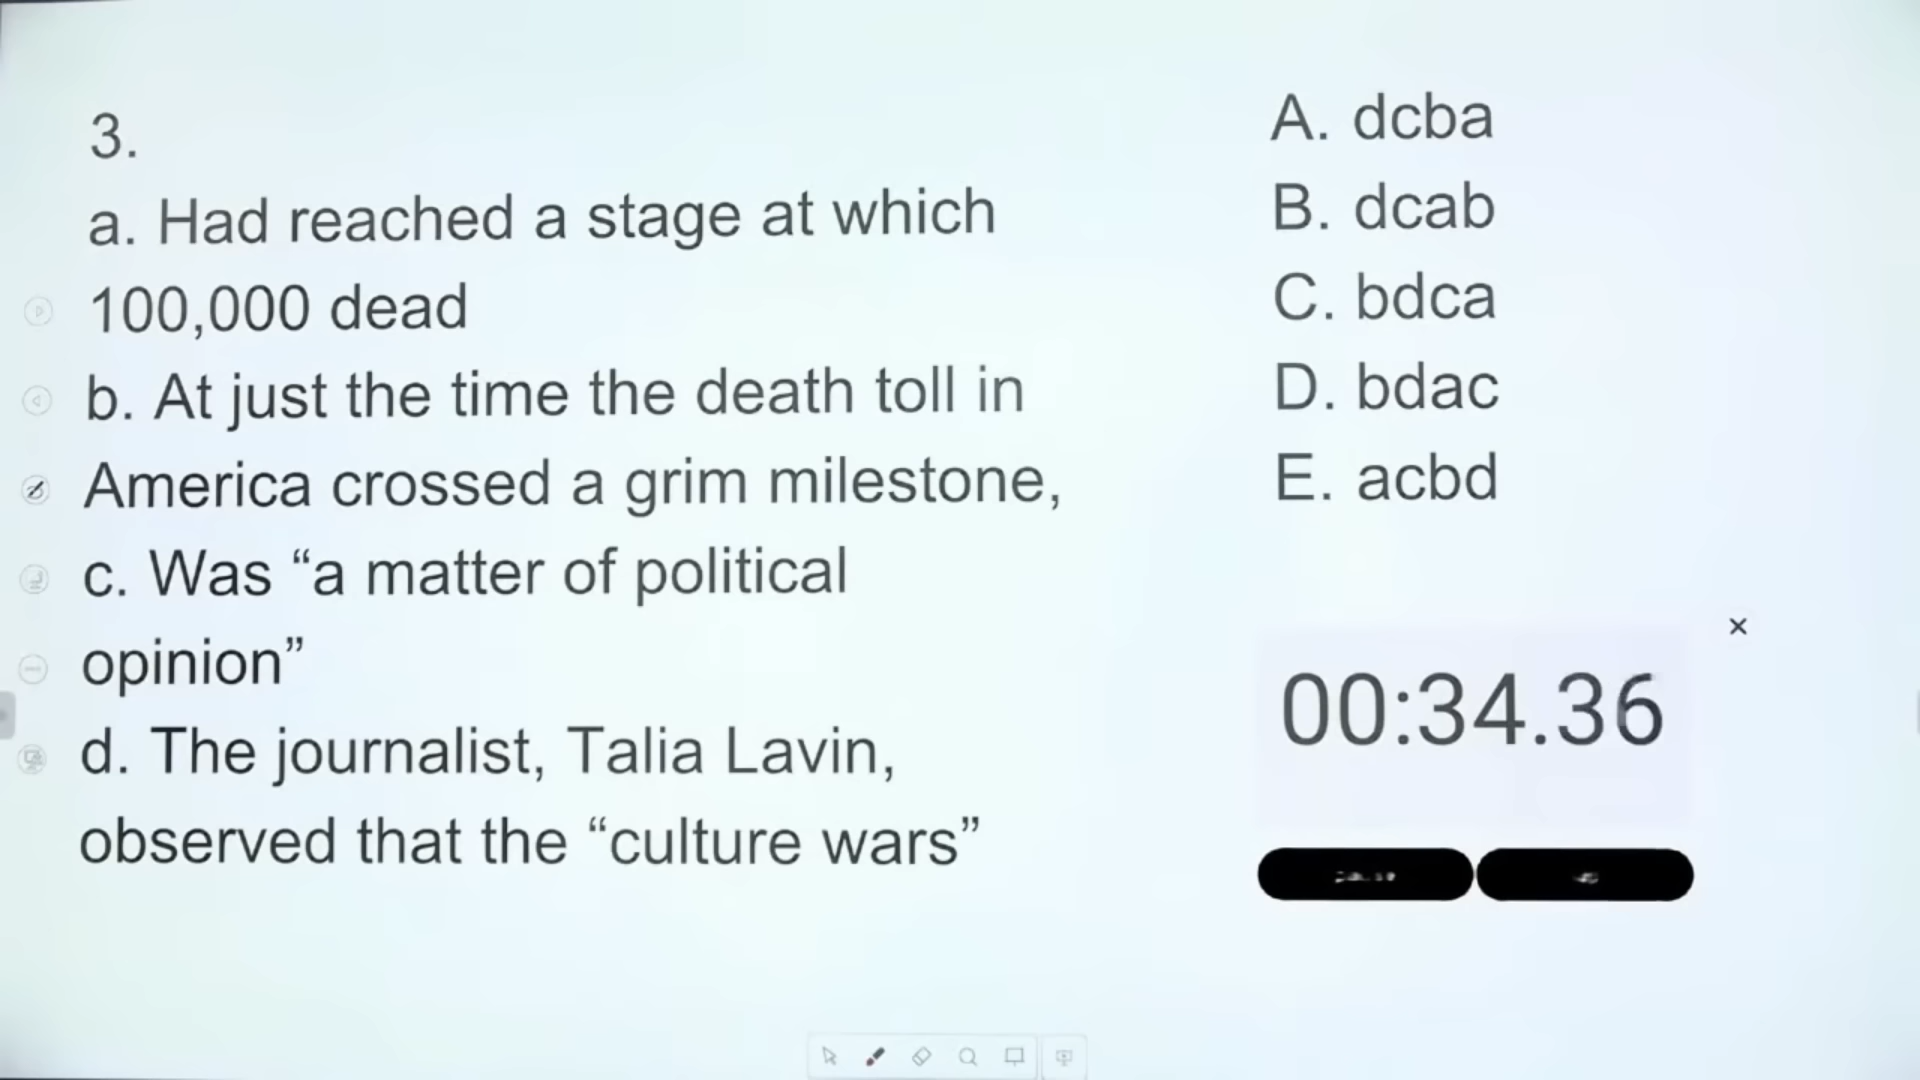 3.
a. Had reached a stage at which
100,000 dead
b. At just the time the death toll in
America crossed a grim milestone,
c. Was “a matter of political
opinion”
d. The journalist, Talia Lavin,
observed that the “culture wars”
A. dcba
B. dcab
C. bdca
D. bdac
E. acbd
00:34.36